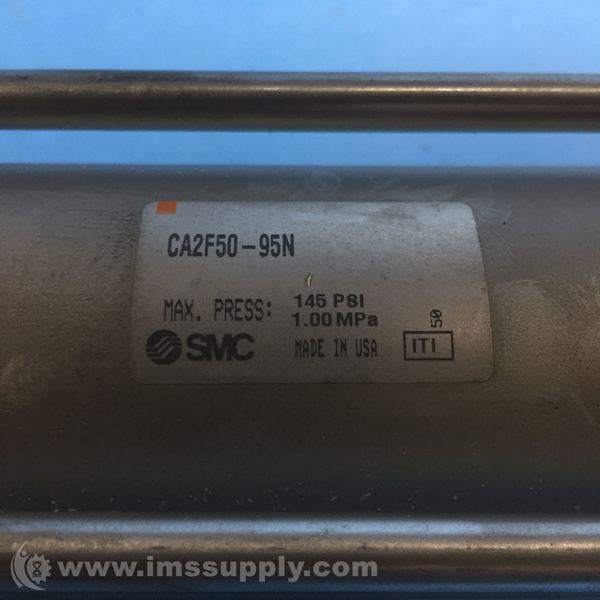 CA2F50-95N
MAX. PRESS: 145 PSI
1.00 MPa
SMC MADE IN USA ITI 50
www.imssupply.com